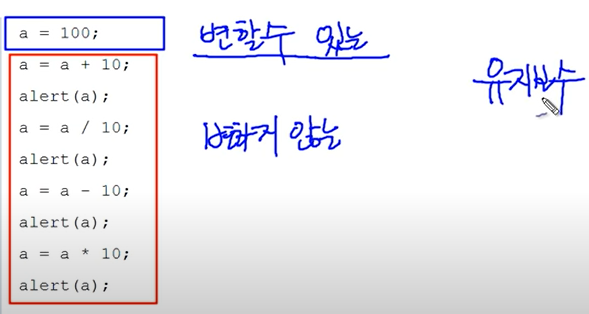 a = 100;
a = a + 10;
alert(a);
a = a / 10;
alert(a);
a = a - 10;
alert(a);
a = a * 10;
alert(a);
변할수 있는
변하지 않는
유지보수